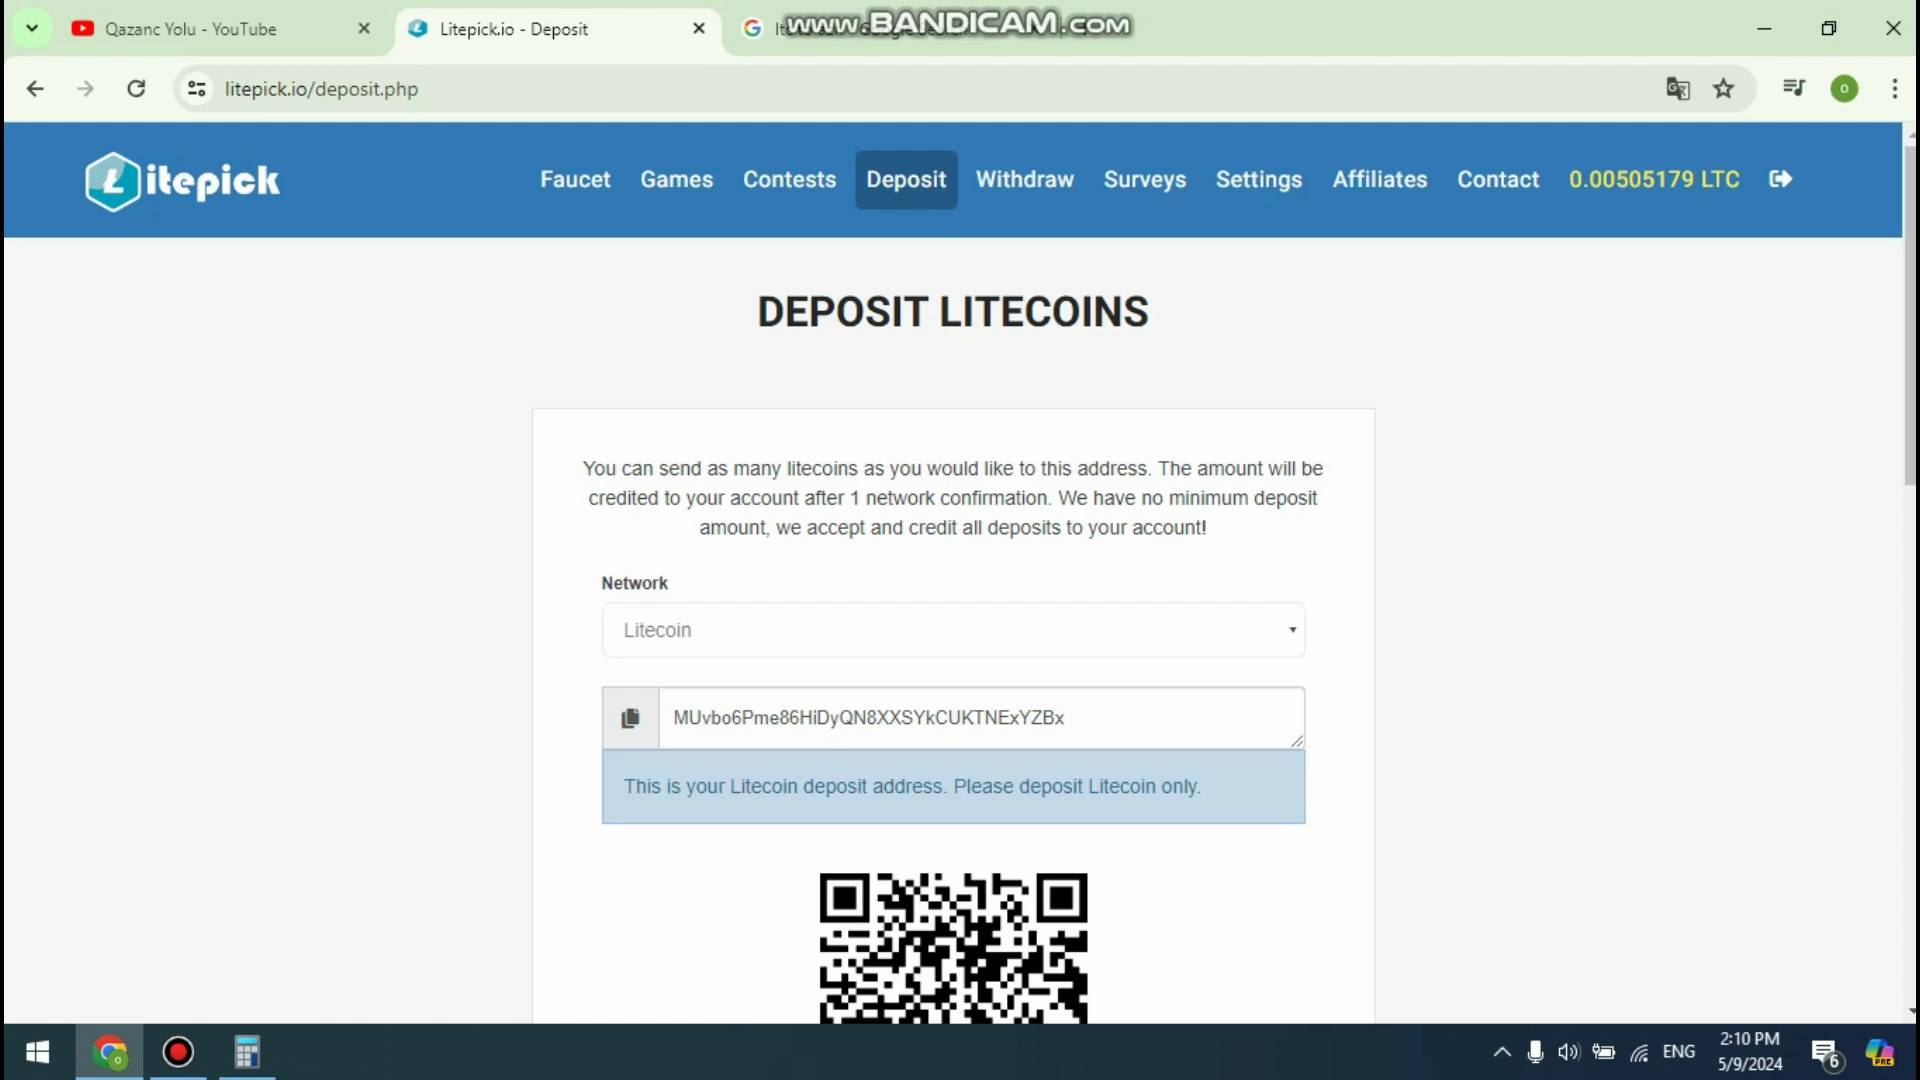 Qazanc Yolu - YouTube
Litepick.io - Deposit
www.BANDICAM.com
litepick.io/deposit.php
o
Litepick
Faucet
Games
Contests
Deposit
Withdraw
Surveys
Settings
Affiliates
Contact
0.00505179 LTC
DEPOSIT LITECOINS
You can send as many litecoins as you would like to this address. The amount will be
credited to your account after 1 network confirmation. We have no minimum deposit
amount, we accept and credit all deposits to your account!
Network
Litecoin
MUvbo6Pme86HiDyQN8XXSYkCUKTNExYZBx
This is your Litecoin deposit address. Please deposit Litecoin only.
ENG
2:10 PM
5/9/2024
6
PRE